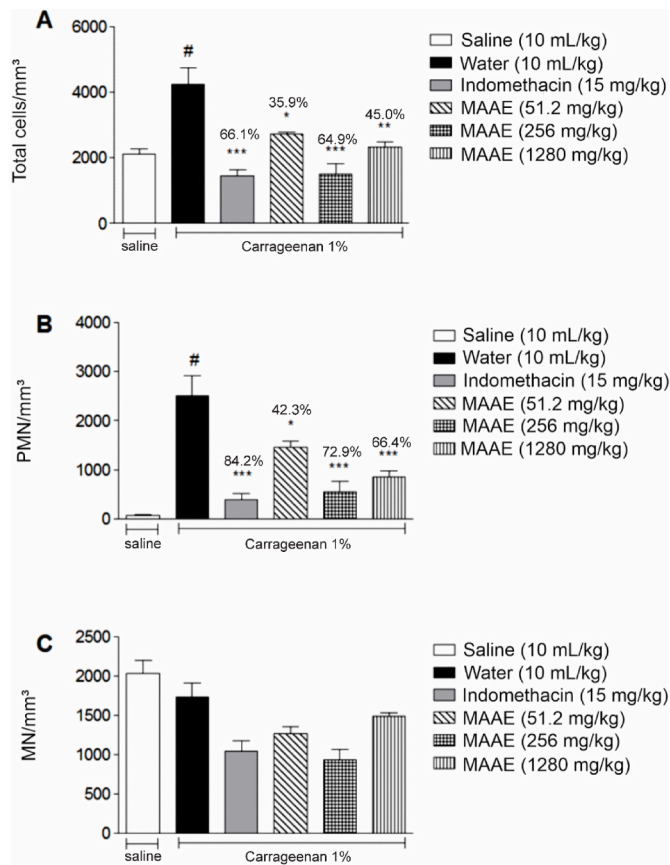 A
Total cells/mm³
6000
4000
2000
0
#
66.1%
***
35.9%
*
64.9%
***
45.0%
**
saline
Carrageenan 1%
Saline (10 mL/kg)
Water (10 mL/kg)
Indomethacin (15 mg/kg)
MAAE (51.2 mg/kg)
MAAE (256 mg/kg)
MAAE (1280 mg/kg)
B
PMN/mm³
4000
3000
2000
1000
0
#
84.2%
***
42.3%
*
72.9%
***
66.4%
***
saline
Carrageenan 1%
Saline (10 mL/kg)
Water (10 mL/kg)
Indomethacin (15 mg/kg)
MAAE (51.2 mg/kg)
MAAE (256 mg/kg)
MAAE (1280 mg/kg)
C
MN/mm³
2500
2000
1500
1000
500
0
saline
Carrageenan 1%
Saline (10 mL/kg)
Water (10 mL/kg)
Indomethacin (15 mg/kg)
MAAE (51.2 mg/kg)
MAAE (256 mg/kg)
MAAE (1280 mg/kg)